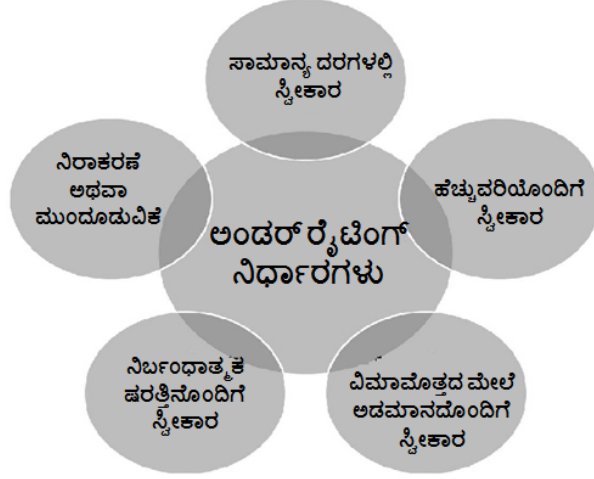 ಸಾಮಾನ್ಯ ದರಗಳಲ್ಲಿ
ಸ್ವೀಕಾರ
ಹೆಚ್ಚುವರಿಯೊಂದಿಗೆ
ಸ್ವೀಕಾರ
ವಿಮಾಮೊತ್ತದ ಮೇಲೆ
ಅಡಮಾನದೊಂದಿಗೆ
ಸ್ವೀಕಾರ
ನಿರ್ಬಂಧಾತ್ಮಕ
ಷರತ್ತಿನೊಂದಿಗೆ
ಸ್ವೀಕಾರ
ನಿರಾಕರಣೆ
ಅಥವಾ
ಮುಂದೂಡುವಿಕೆ
ಅಂಡರ್ ರೈಟಿಂಗ್
ನಿರ್ಧಾರಗಳು